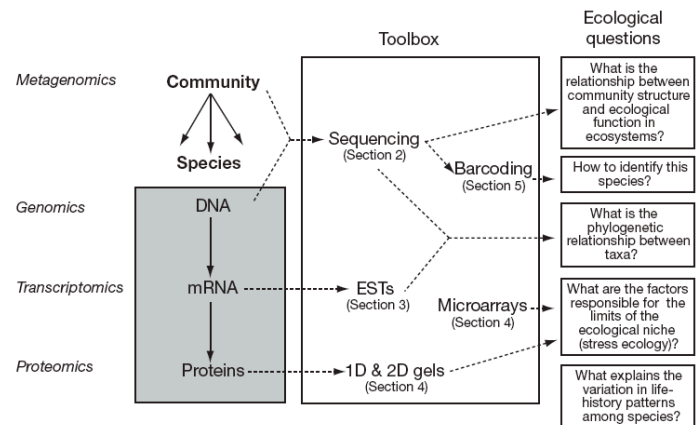 Ecological
questions
Toolbox
Metagenomics
Community
Species
Sequencing
(Section 2)
Barcoding
(Section 5)
What is the
relationship between
community structure
and ecological
function in
ecosystems?
How to identify this
species?
Genomics
DNA
What is the
phylogenetic
relationship between
taxa?
Transcriptomics
mRNA
ESTs
(Section 3)
Microarrays
(Section 4)
What are the factors
responsible for the
limits of the
ecological niche
(stress ecology)?
Proteomics
Proteins
1D & 2D gels
(Section 4)
What explains the
variation in life-
history patterns
among species?